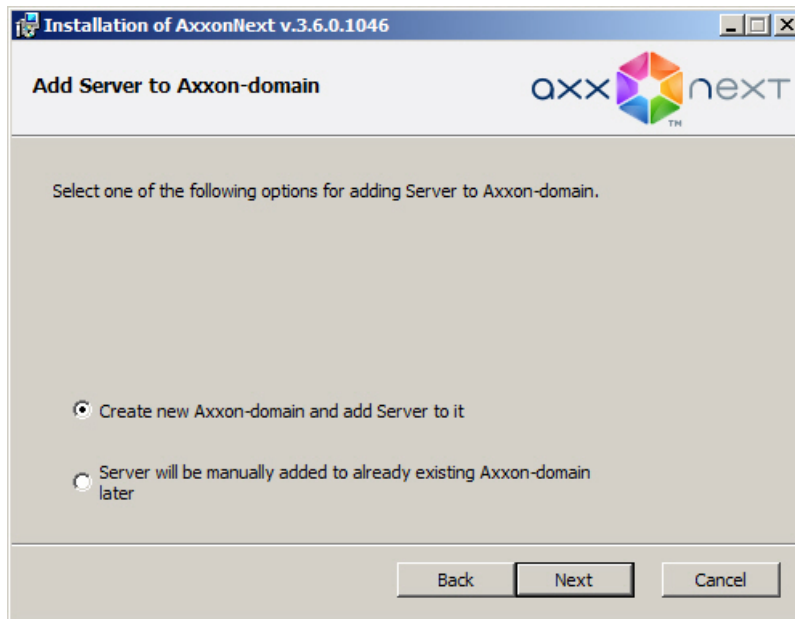 Installation of AxxonNext v.3.6.0.1046
Add Server to Axxon-domain
axx next
TM
Select one of the following options for adding Server to Axxon-domain.
Create new Axxon-domain and add Server to it
Server will be manually added to already existing Axxon-domain
later
Back Next Cancel